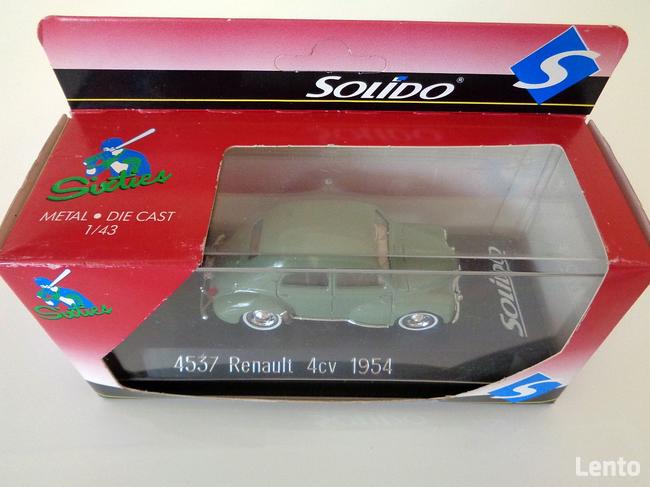 SOLIDO®
S
Sixties
METAL • DIE CAST
1/43
Sixties
SOLIDO
4537 Renault 4cv 1954
S
Lento